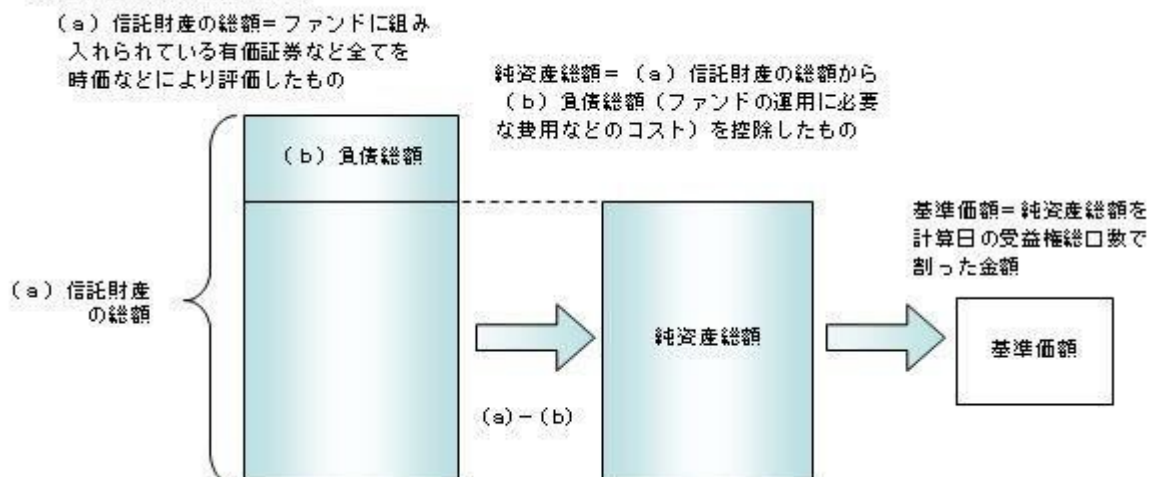 (a)信託財産の総額=ファンドに組み
入れられている有価証券など全てを
時価などにより評価したもの
純資産総額=(a)信託財産の総額から
(b)負債総額(ファンドの運用に必要
な費用などのコスト)を控除したもの
(b)負債総額
基準価額=純資産総額を
計算日の受益権総口数で
割った金額
(a)信託財産
の総額
純資産総額
基準価額
(a)-(b)